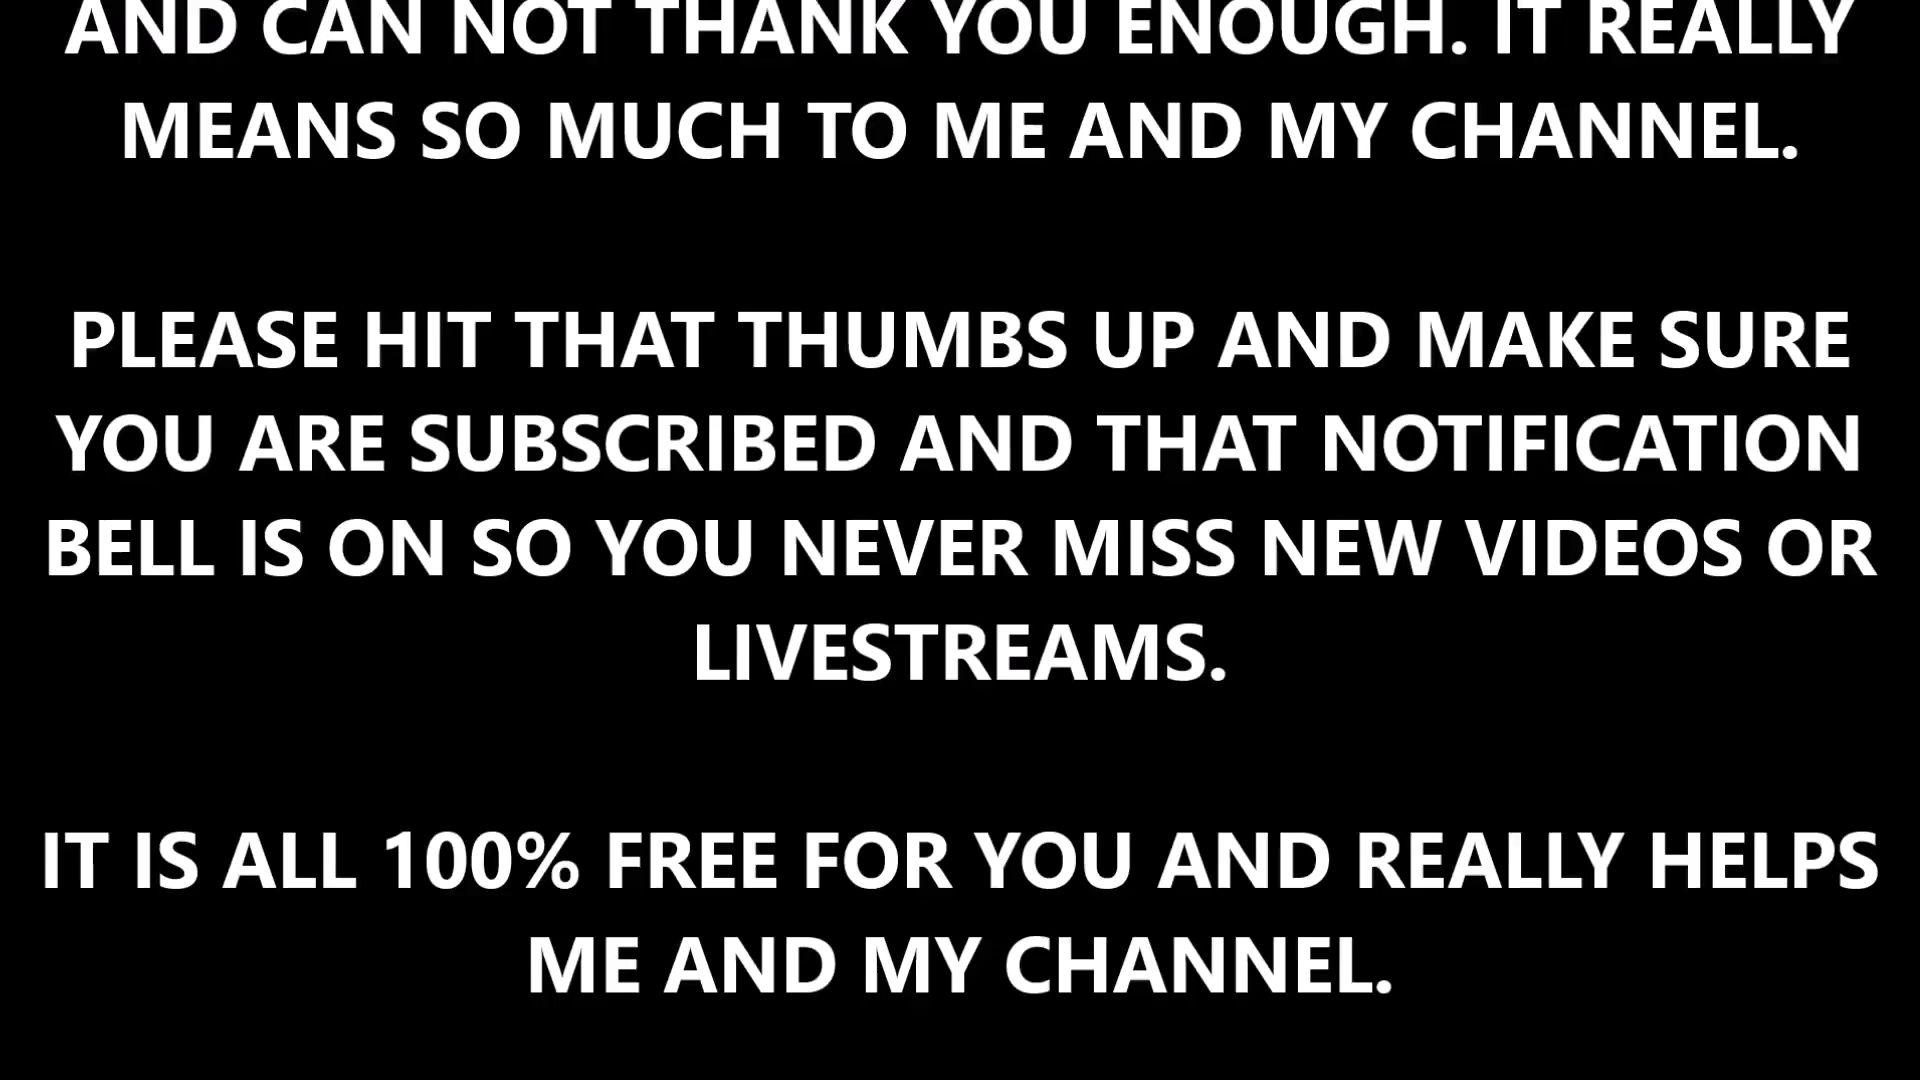 AND CAN NOT THANK YOU ENOUGH. IT REALLY
MEANS SO MUCH TO ME AND MY CHANNEL.
PLEASE HIT THAT THUMBS UP AND MAKE SURE
YOU ARE SUBSCRIBED AND THAT NOTIFICATION
BELL IS ON SO YOU NEVER MISS NEW VIDEOS OR
LIVESTREAMS.
IT IS ALL 100% FREE FOR YOU AND REALLY HELPS
ME AND MY CHANNEL.